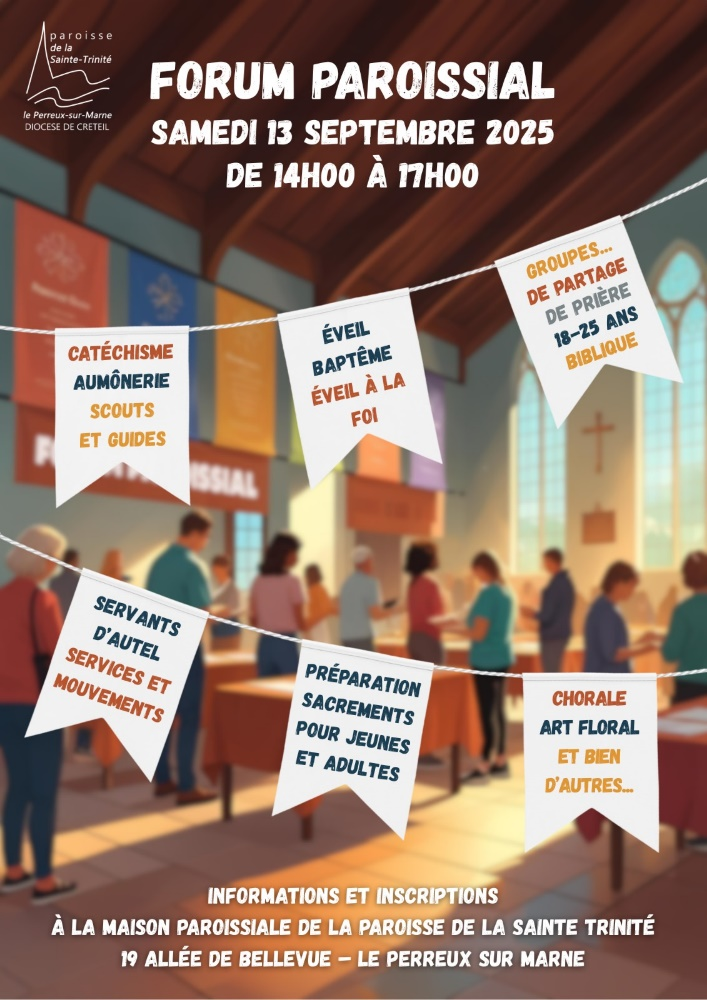 paroisse
de la
Sainte-Trinité
le Perreux-sur-Marne
DIOCESE DE CRETEIL
FORUM PAROISSIAL
SAMEDI 13 SEPTEMBRE 2025
DE 14H00 À 17H00
CATÉCHISME
AUMÔNERIE
SCOUTS
ET GUIDES
ÉVEIL
BAPTÊME
ÉVEIL À LA
FOI
GROUPES...
DE PARTAGE
DE PRIÈRE
18–25 ANS
BIBLIQUE
SERVANTS
D'AUTEL
SERVICES ET
MOUVEMENTS
PRÉPARATION
SACREMENTS
POUR JEUNES
ET ADULTES
CHORALE
ART FLORAL
ET BIEN
D'AUTRES...
INFORMATIONS ET INSCRIPTIONS
À LA MAISON PAROISSIALE DE LA PAROISSE DE LA SAINTE TRINITÉ
19 ALLÉE DE BELLEVUE – LE PERREUX SUR MARNE